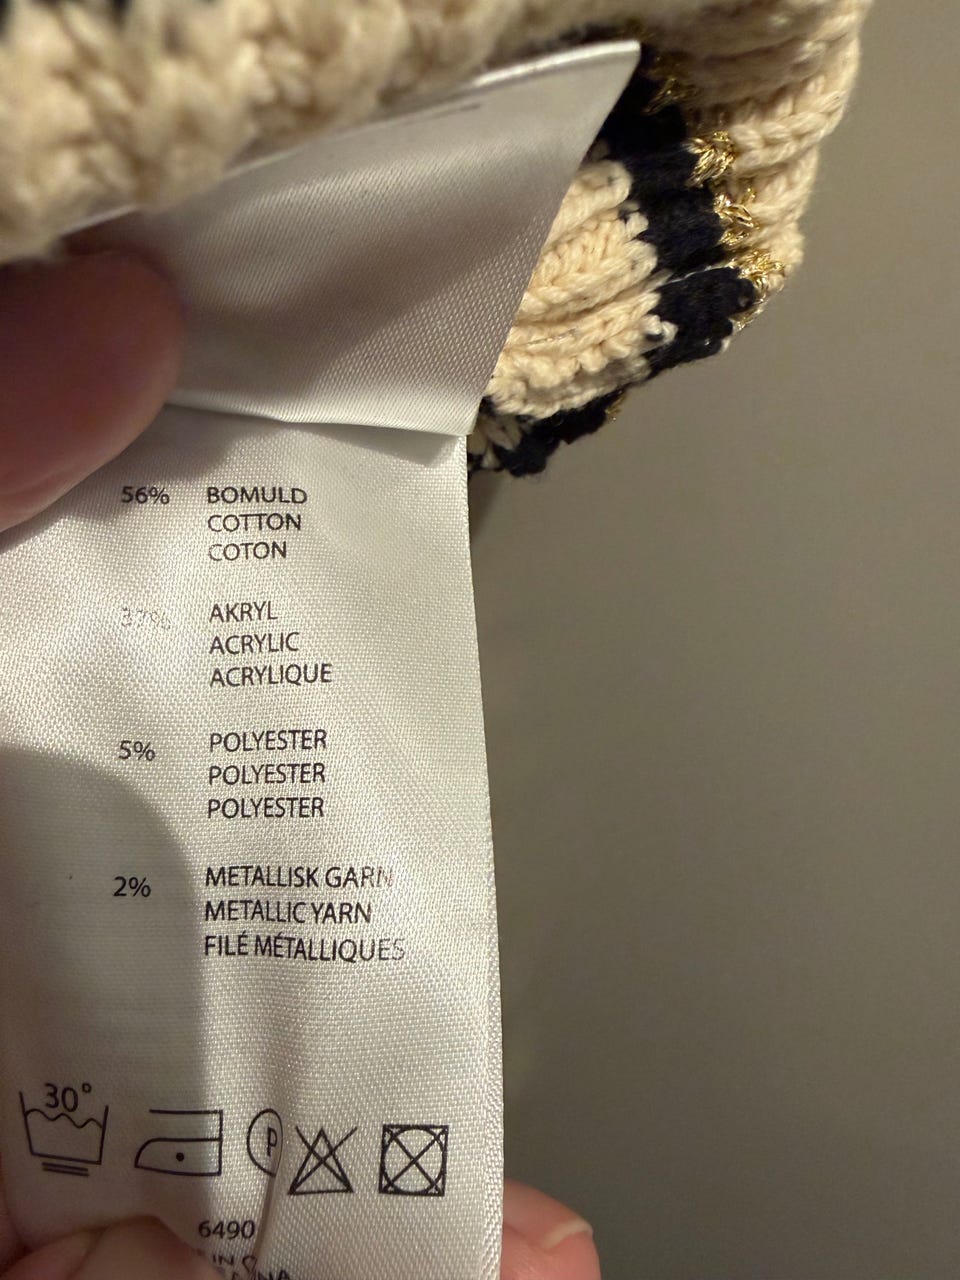 56% BOMULD
COTTON
COTON
37% AKRYL
ACRYLIC
ACRYLIQUE
5% POLYESTER
POLYESTER
POLYESTER
2% METALLISK GARN
METALLIC YARN
FILÉ MÉTALLIQUES
30°
P
6490